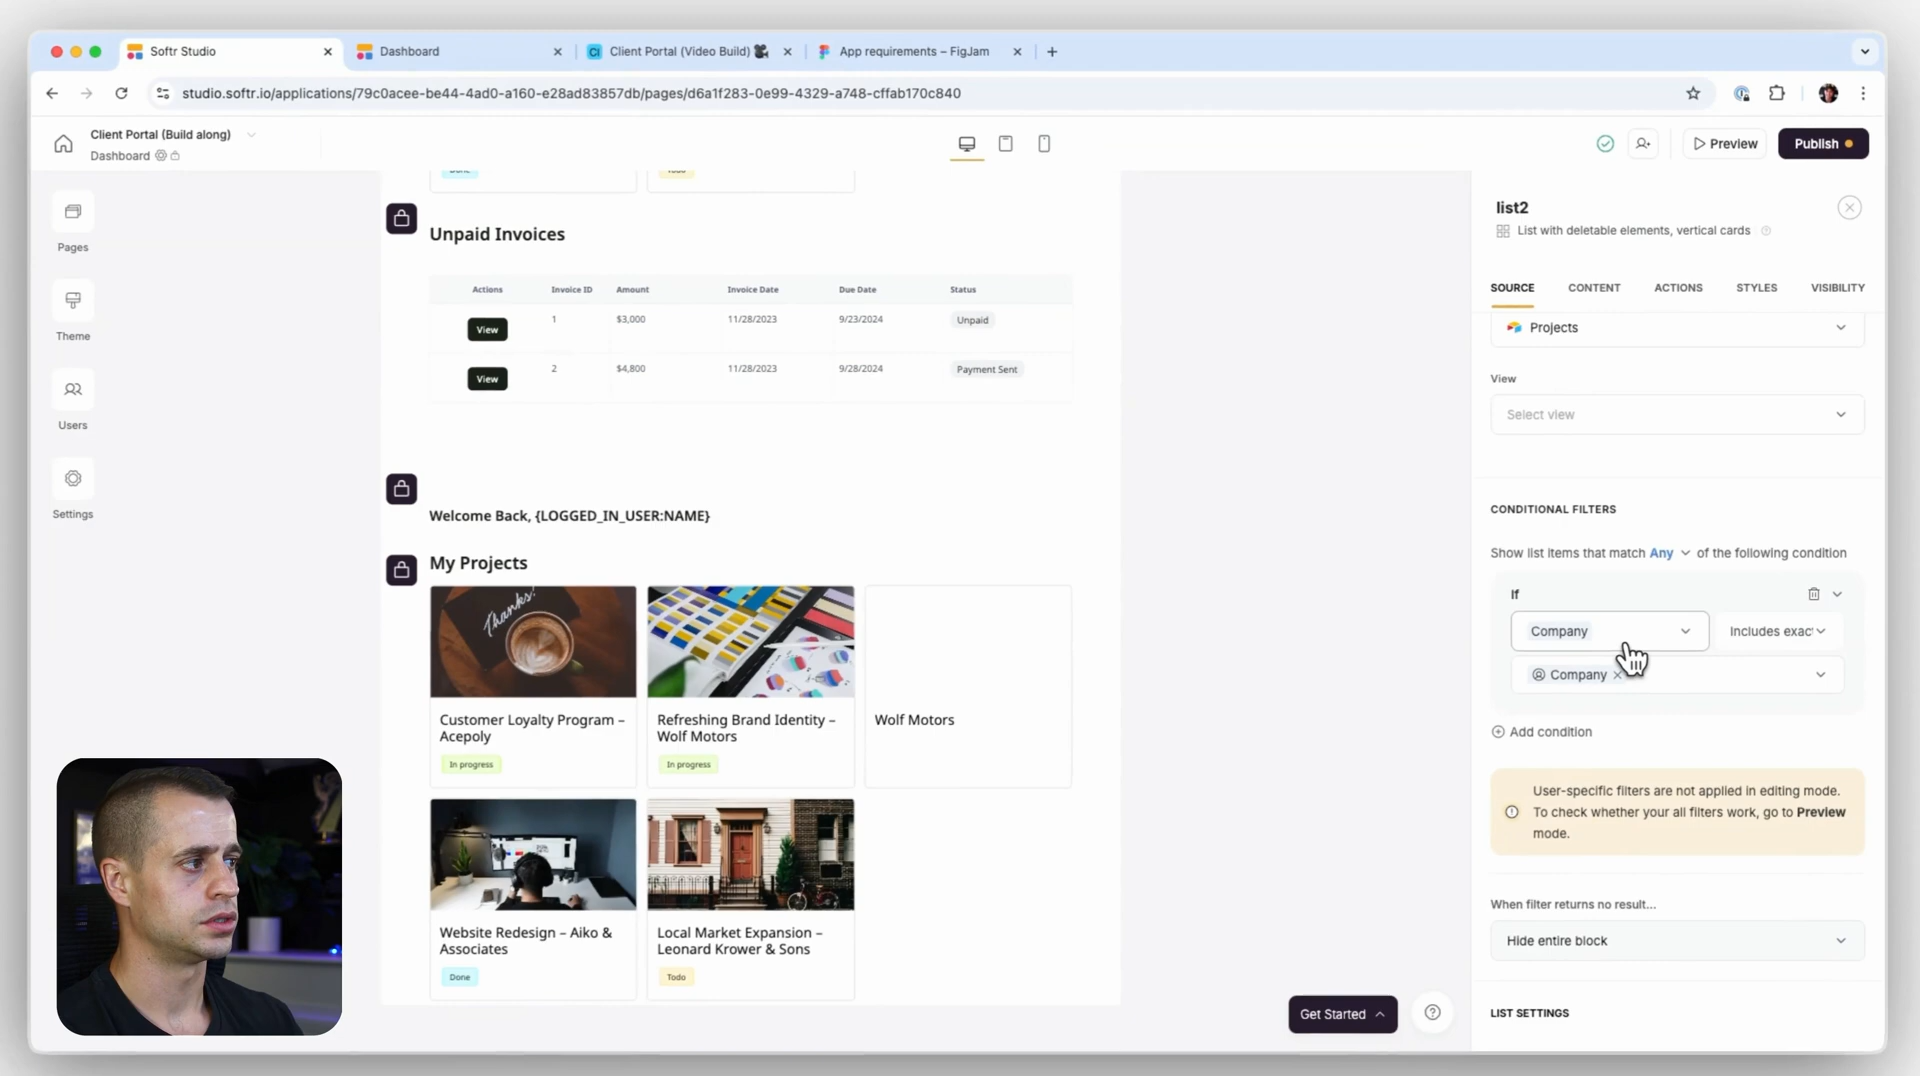 Softr Studio
Dashboard
Client Portal (Video Build)
App requirements – FigJam
studio.softr.io/applications/79c0acee-be44-4ad0-a160-e28ad83857db/pages/d6a1f283-0e99-4329-a748-cffab170c840
Client Portal (Build along)
Dashboard
Preview
Publish
Pages
Theme
Users
Settings
Done
Todo
Unpaid Invoices
Actions Invoice ID Amount Invoice Date Due Date Status
View 1 $3,000 11/28/2023 9/23/2024 Unpaid
View 2 $4,800 11/28/2023 9/28/2024 Payment Sent
Welcome Back, {LOGGED_IN_USER:NAME}
My Projects
Thanks!
Customer Loyalty Program –
Acepoly
In progress
Refreshing Brand Identity –
Wolf Motors
In progress
Wolf Motors
Website Redesign – Aiko &
Associates
Done
Local Market Expansion –
Leonard Krower & Sons
Todo
Get Started
list2
List with deletable elements, vertical cards
SOURCE CONTENT ACTIONS STYLES VISIBILITY
Projects
View
Select view
CONDITIONAL FILTERS
Show list items that match Any of the following condition
If
Company Includes exac
Company
Add condition
User-specific filters are not applied in editing mode.
To check whether your all filters work, go to Preview
mode.
When filter returns no result...
Hide entire block
LIST SETTINGS